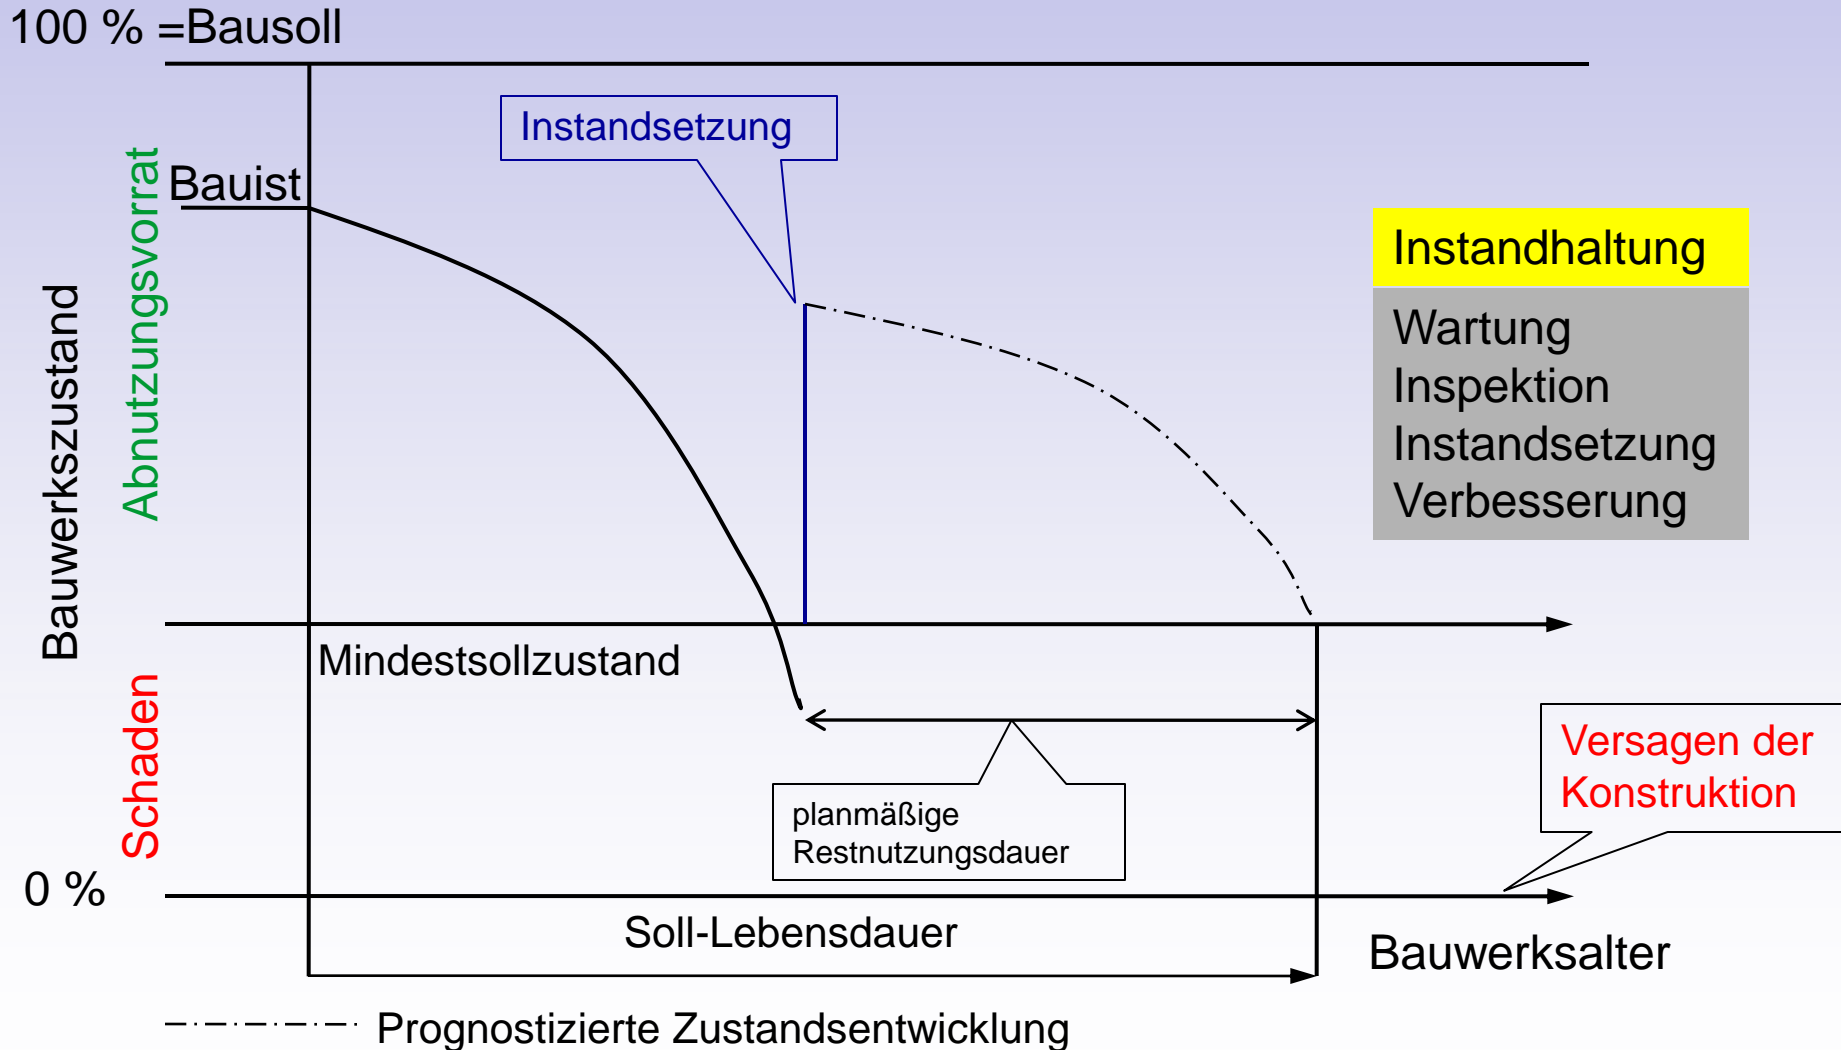 100 % =Bausoll
Instandsetzung
Bauist
Abnutzungsvorrat
Bauwerkszustand
Instandhaltung
Wartung
Inspektion
Instandsetzung
Verbesserung
Mindestsollzustand
Schaden
planmäßige
Restnutzungsdauer
Versagen der
Konstruktion
0 %
Soll-Lebensdauer
Bauwerksalter
Prognostizierte Zustandsentwicklung